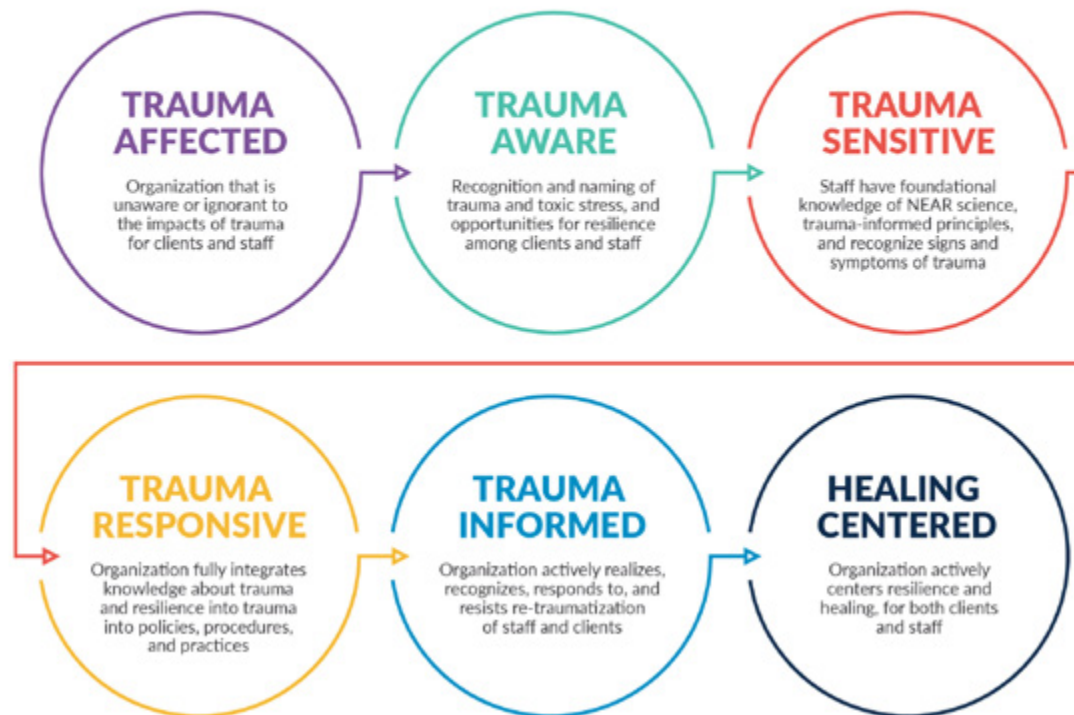 TRAUMA
AFFECTED
Organization that is
unaware or ignorant to
the impacts of trauma
for clients and staff
TRAUMA
AWARE
Recognition and naming of
trauma and toxic stress, and
opportunities for resilience
among clients and staff
TRAUMA
SENSITIVE
Staff have foundational
knowledge of NEAR science,
trauma-informed principles,
and recognize signs and
symptoms of trauma
TRAUMA
RESPONSIVE
Organization fully integrates
knowledge about trauma
and resilience into trauma
into policies, procedures,
and practices
TRAUMA
INFORMED
Organization actively realizes,
recognizes, responds to, and
resists re-traumatization
of staff and clients
HEALING
CENTERED
Organization actively
centers resilience and
healing, for both clients
and staff